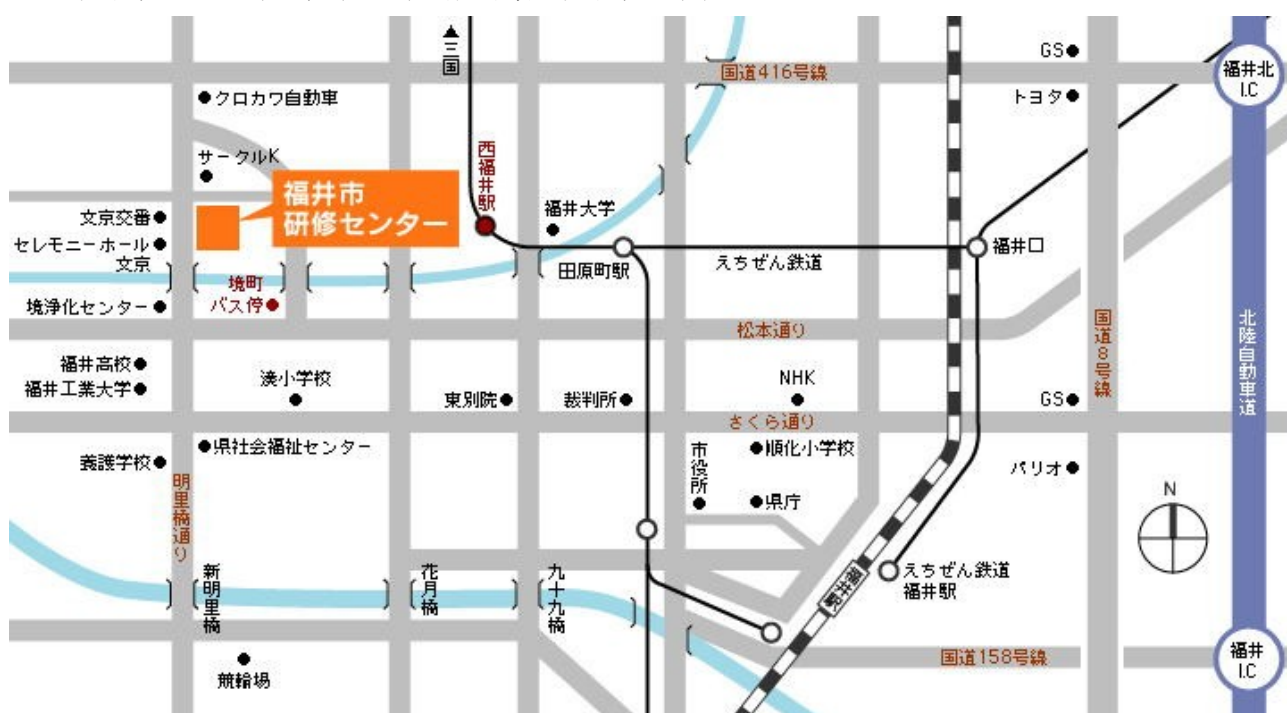 ▲三国
国道416号線
GS●
福井北
I.C
●クロカワ自動車
トヨタ●
サークルK
西福井駅
福井市
研修センター
文京交番●
セレモニーホール●
文京
福井大学
田原町駅
えちぜん鉄道
福井口
境町
バス停●
境浄化センター●
松本通り
国道8号線
北陸自動車道
福井高校●
福井工業大学●
湊小学校
東別院●
裁判所●
NHK
GS●
さくら通り
●県社会福祉センター
養護学校●
明里橋通り
市役所
●順化小学校
●県庁
パリオ●
N
新明里橋
花月橋
九十九橋
福井駅
えちぜん鉄道
福井駅
国道158号線
福井
I.C
競輪場